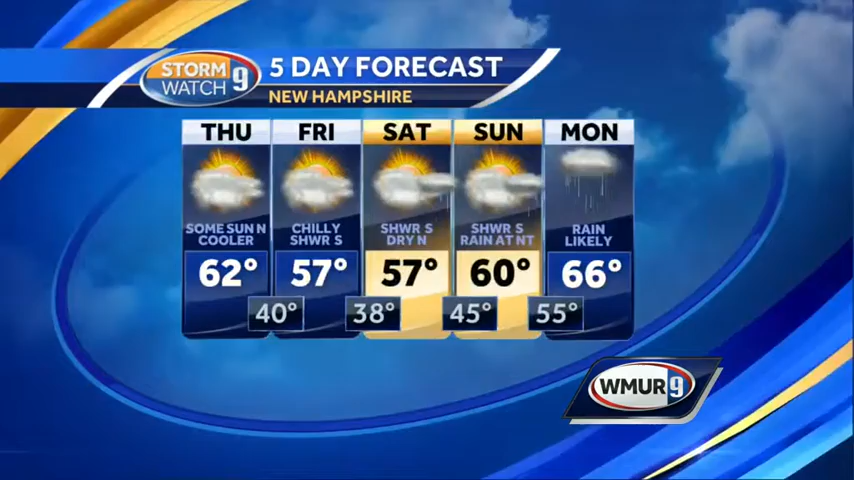 STORM
WATCH 9
5 DAY FORECAST
NEW HAMPSHIRE
THU FRI SAT SUN MON
SOME SUN N
COOLER
CHILLY
SHWR S
SHWR S
DRY N
SHWR S
RAIN AT NT
RAIN
LIKELY
62° 57° 57° 60° 66°
40° 38° 45° 55°
WMUR 9